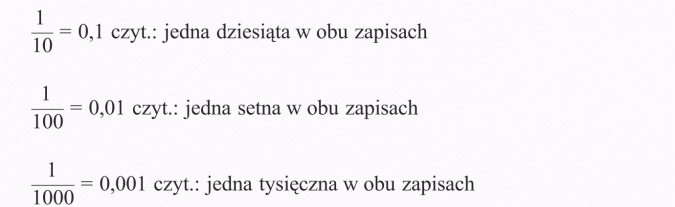 1/10 = 0,1 czyt.: jedna dziesiąta w obu zapisach
1/100 = 0,01 czyt.: jedna setna w obu zapisach
1/1000 = 0,001 czyt.: jedna tysięczna w obu zapisach